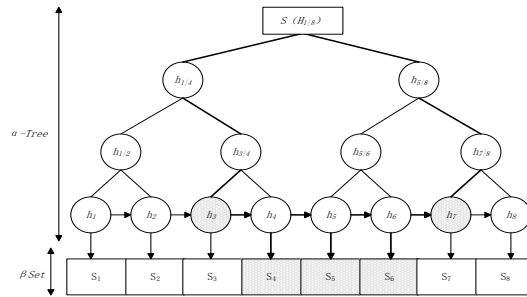 S (H1/8)
h1/4 h5/8
α-Tree
h1/2 h3/4 h5/6 h7/8
h1 h2 h3 h4 h5 h6 h7 h8
β Set S1 S2 S3 S4 S5 S6 S7 S8